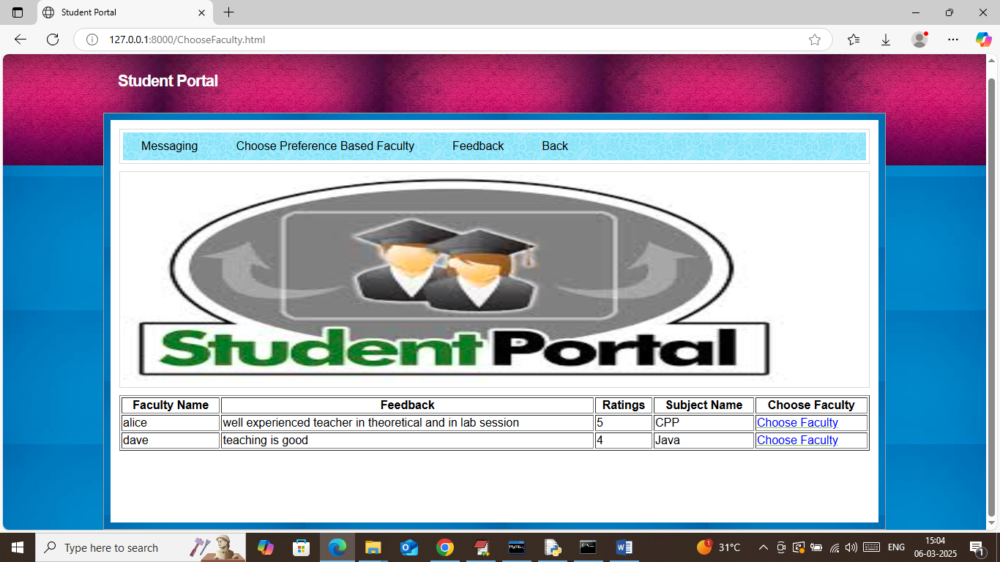 Student Portal
127.0.0.1:8000/ChooseFaculty.html
Student Portal
Messaging Choose Preference Based Faculty Feedback Back
StudentPortal
Faculty Name Feedback Ratings Subject Name Choose Faculty
alice well experienced teacher in theoretical and in lab session 5 CPP Choose Faculty
dave teaching is good 4 Java Choose Faculty
Type here to search
1
31°C
ENG
15:04
06-03-2025
1